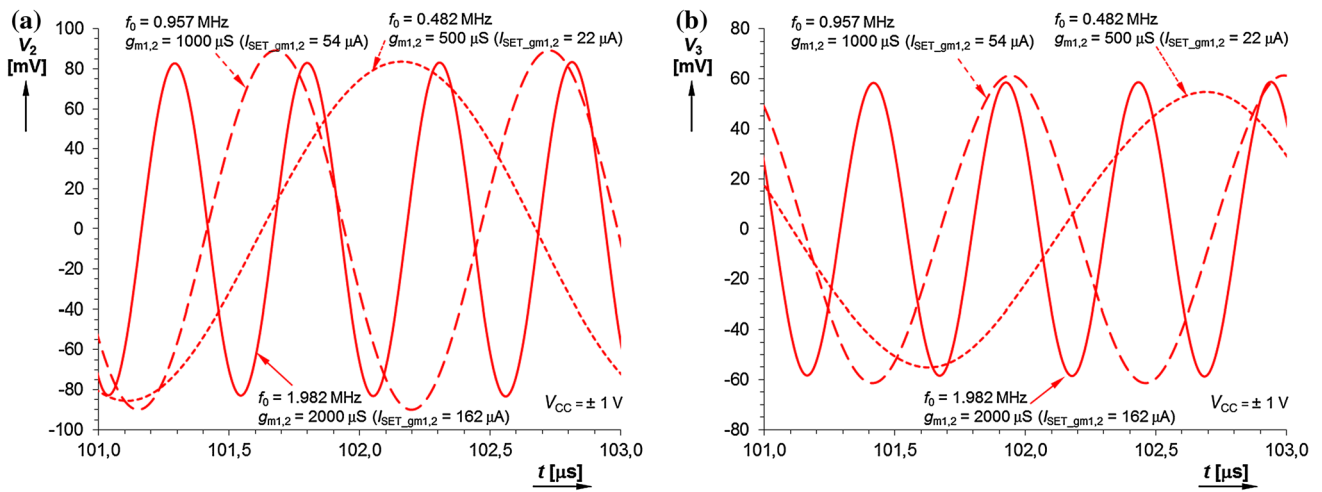 (a)
V2
[mV]
f0 = 0.957 MHz
gm1,2 = 1000 µS (ISET_gm1,2 = 54 µA)
f0 = 0.482 MHz
gm1,2 = 500 µS (ISET_gm1,2 = 22 µA)
100
80
60
40
20
0
-20
-40
-60
-80
-100
f0 = 1.982 MHz
gm1,2 = 2000 µS (ISET_gm1,2 = 162 µA)
VCC = ± 1 V
101,0
101,5
102,0
102,5
103,0
t [µs]
(b)
V3
[mV]
f0 = 0.957 MHz
gm1,2 = 1000 µS (ISET_gm1,2 = 54 µA)
f0 = 0.482 MHz
gm1,2 = 500 µS (ISET_gm1,2 = 22 µA)
80
60
40
20
0
-20
-40
-60
-80
f0 = 1.982 MHz
gm1,2 = 2000 µS (ISET_gm1,2 = 162 µA)
VCC = ± 1 V
101,0
101,5
102,0
102,5
103,0
t [µs]